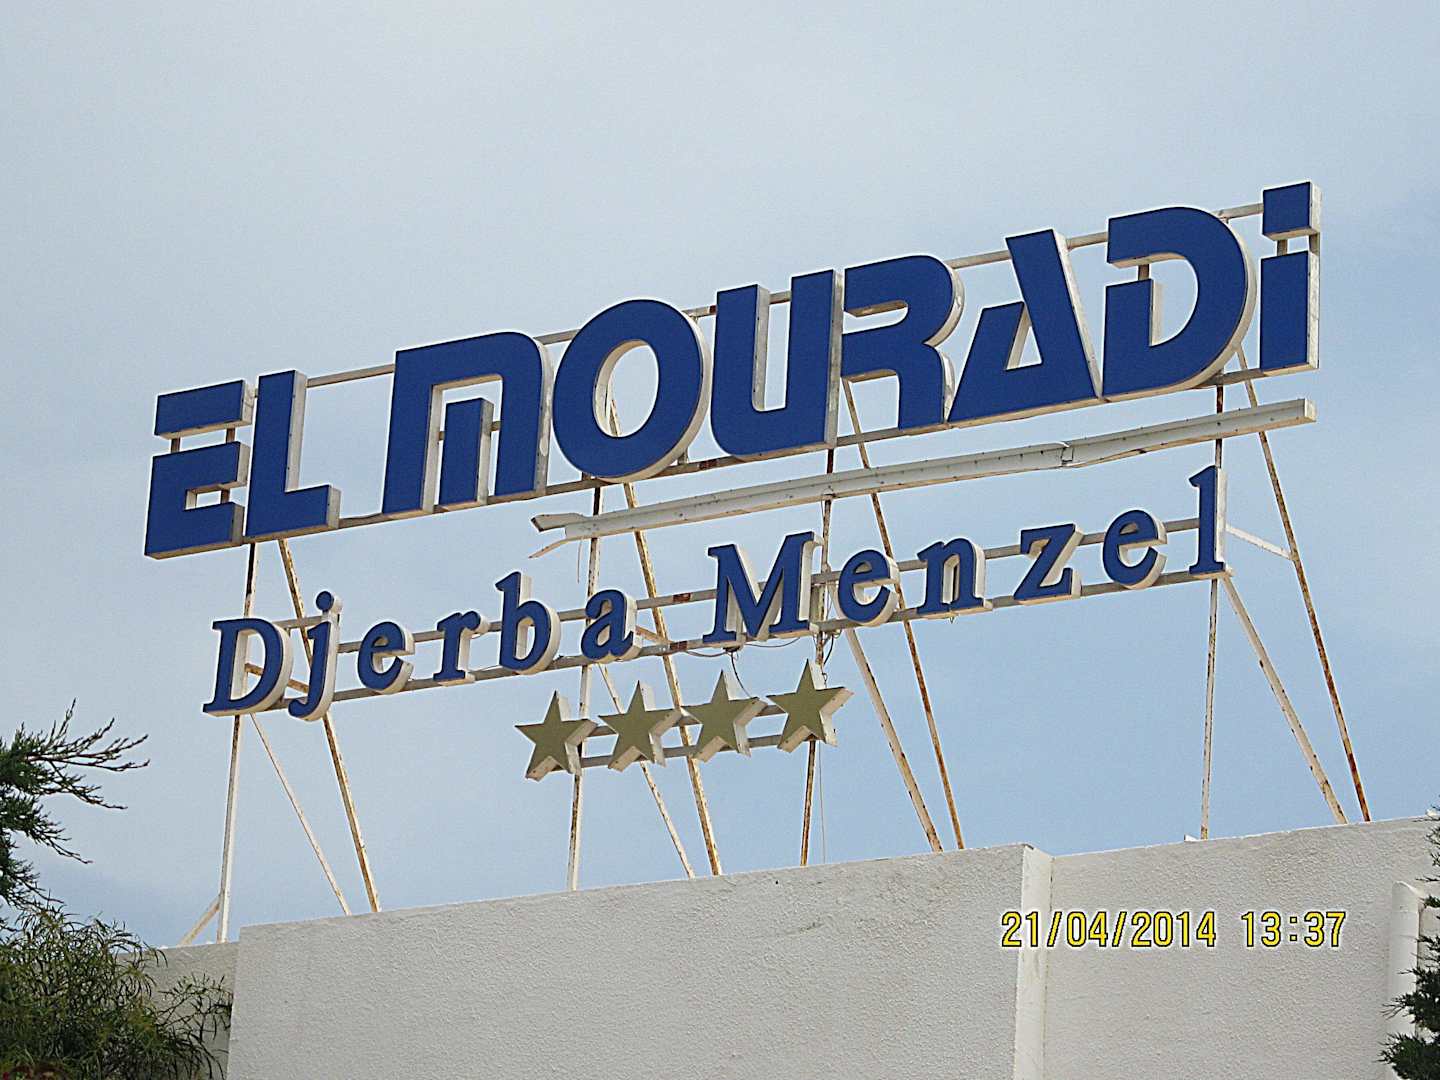 EL MOURADi
Djerba Menzel
21/04/2014 13:37